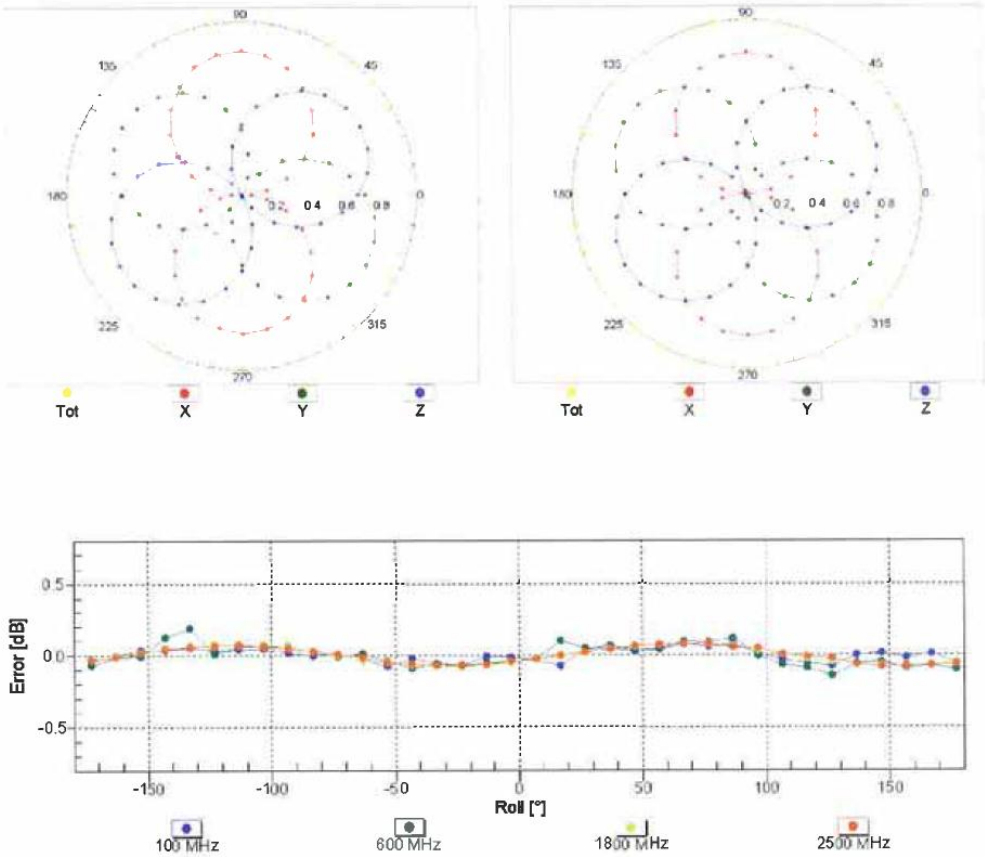 90 90
135 45 135 45
180 0.2 0.4 0.6 0.8 0 180 0.2 0.4 0.6 0.8 0
225 315 225 315
270 270
Tot X Y Z Tot X Y Z
0.5
0.0
-0.5
Error [dB]
-150 -100 -50 0 50 100 150
Roll [°]
100 MHz 600 MHz 1800 MHz 2500 MHz